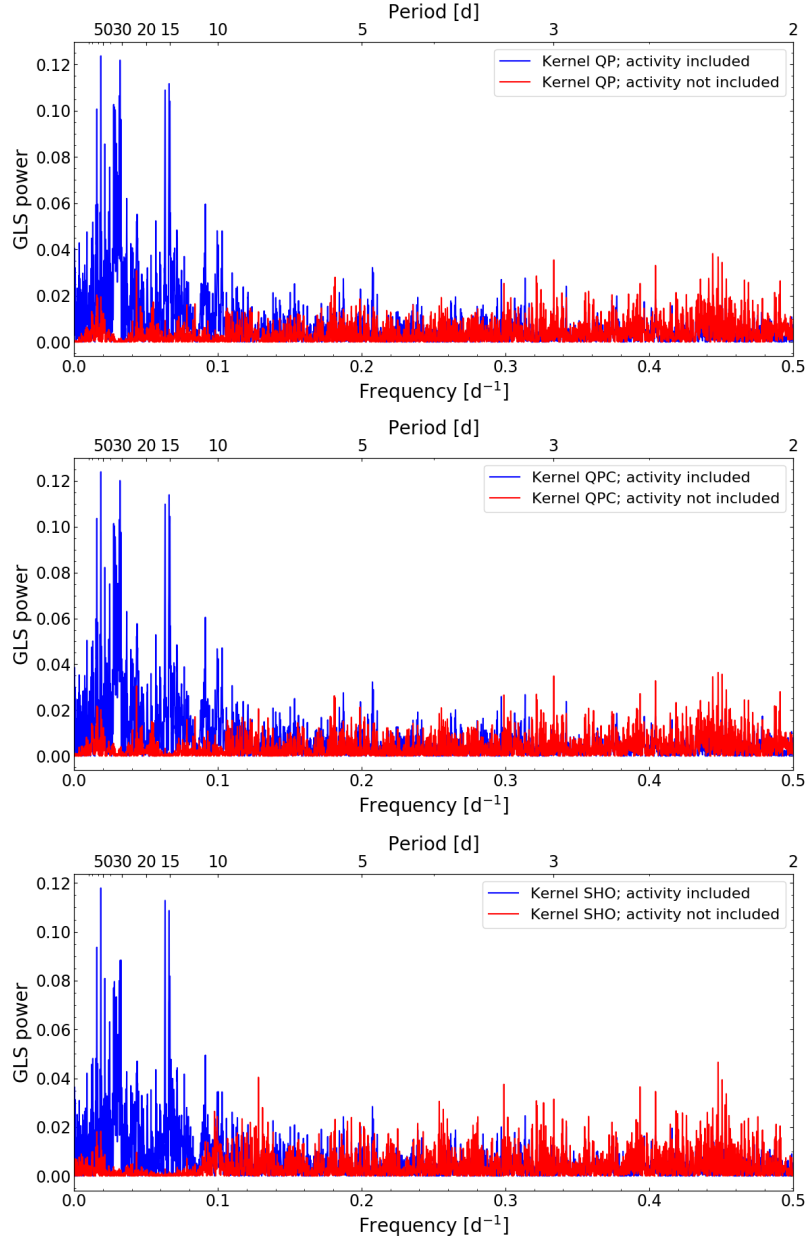 Period [d]
5030 20 15 10 5 3 2
0.12
0.10
0.08
0.06
0.04
0.02
0.00
GLS power
Kernel QP; activity included
Kernel QP; activity not included
0.0 0.1 0.2 0.3 0.4 0.5
Frequency [d⁻¹]
Period [d]
5030 20 15 10 5 3 2
0.12
0.10
0.08
0.06
0.04
0.02
0.00
GLS power
Kernel QPC; activity included
Kernel QPC; activity not included
0.0 0.1 0.2 0.3 0.4 0.5
Frequency [d⁻¹]
Period [d]
5030 20 15 10 5 3 2
0.12
0.10
0.08
0.06
0.04
0.02
0.00
GLS power
Kernel SHO; activity included
Kernel SHO; activity not included
0.0 0.1 0.2 0.3 0.4 0.5
Frequency [d⁻¹]